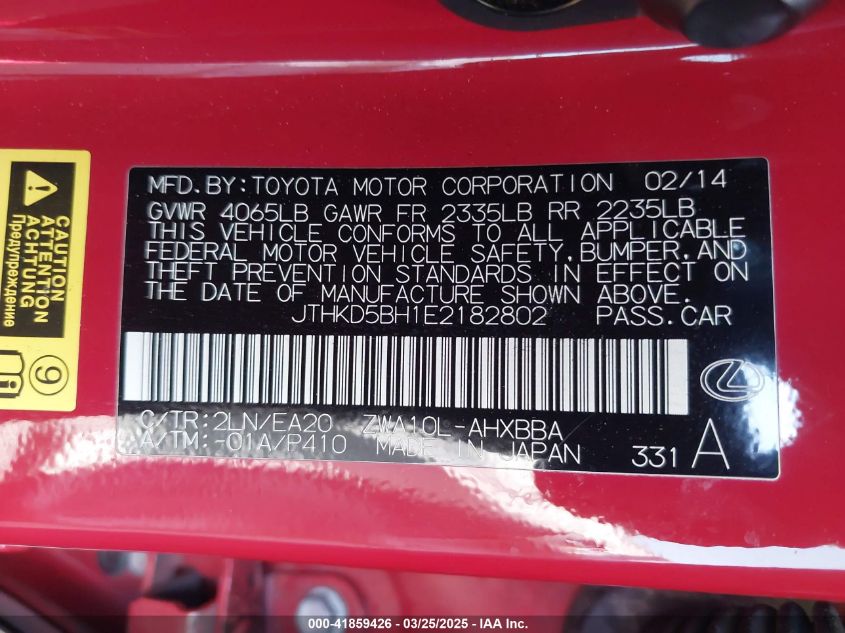 MFD.BY:TOYOTA MOTOR CORPORATION 02/14
GVWR 4065LB GAWR FR 2335LB RR 2235LB
THIS VEHICLE CONFORMS TO ALL APPLICABLE
FEDERAL MOTOR VEHICLE SAFETY,BUMPER,AND
THEFT PREVENTION STANDARDS IN EFFECT ON
THE DATE OF MANUFACTURE SHOWN ABOVE.
JTHKD5BH1E2182802 PASS.CAR
C/TR:2LN/EA20 ZWA10L-AHXBBA
A/TM:-01A/P410 MADE IN JAPAN 331 A
CAUTION
ATTENTION
ACHTUNG
Предупреждение
9
000-41859426 - 03/25/2025 - IAA Inc.